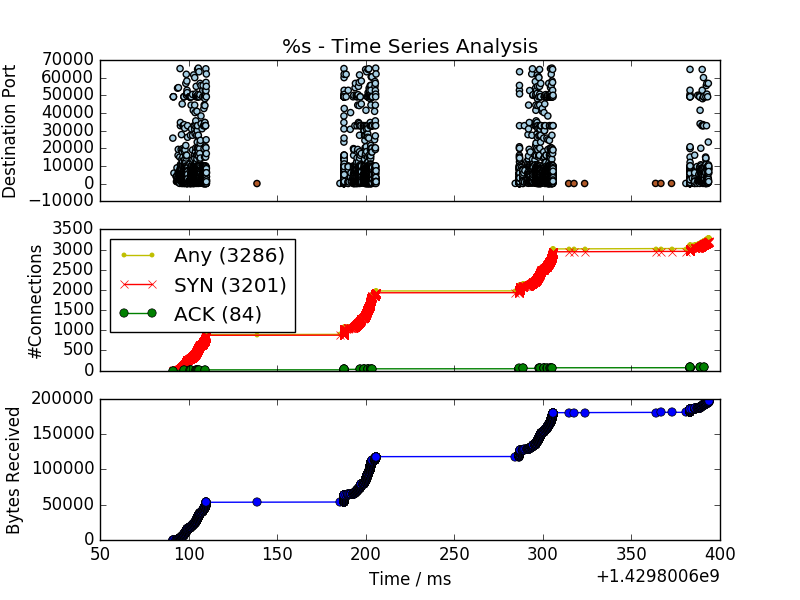 %s - Time Series Analysis
Destination Port
70000
60000
50000
40000
30000
20000
10000
0
−10000
#Connections
3500
3000
2500
2000
1500
1000
500
0
Any (3286)
SYN (3201)
ACK (84)
Bytes Received
200000
150000
100000
50000
0
50 100 150 200 250 300 350 400
Time / ms
+1.4298006e9